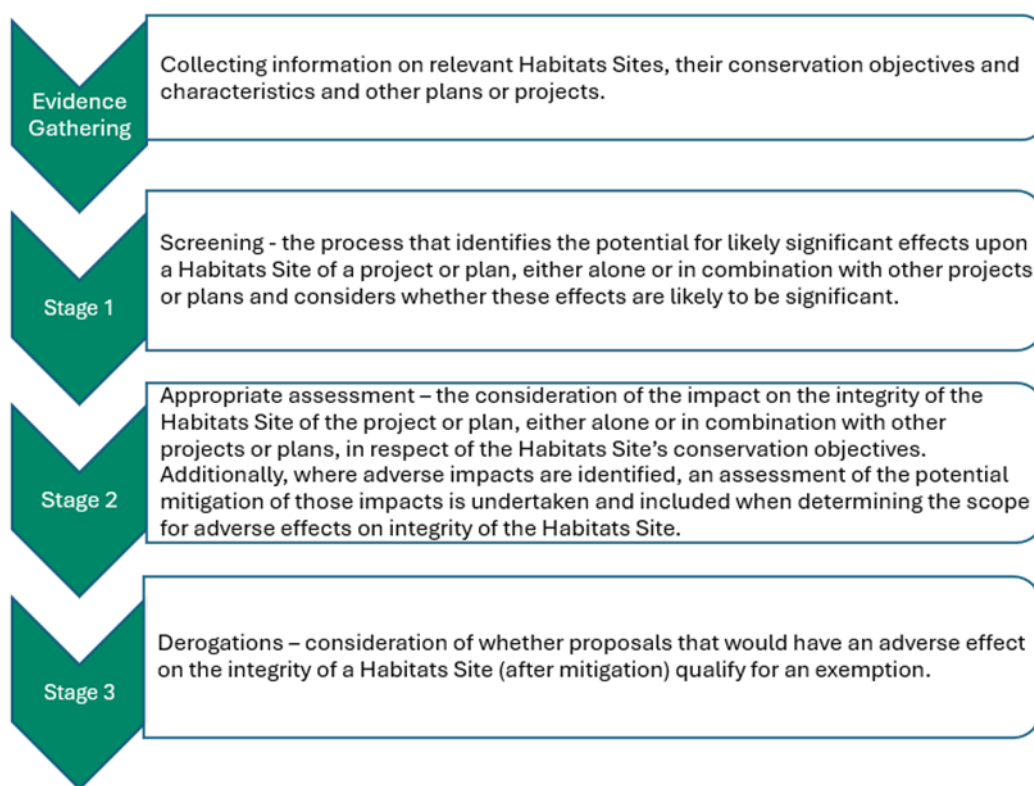 Evidence
Gathering
Collecting information on relevant Habitats Sites, their conservation objectives and
characteristics and other plans or projects.
Stage 1
Screening - the process that identifies the potential for likely significant effects upon
a Habitats Site of a project or plan, either alone or in combination with other projects
or plans and considers whether these effects are likely to be significant.
Stage 2
Appropriate assessment – the consideration of the impact on the integrity of the
Habitats Site of the project or plan, either alone or in combination with other
projects or plans, in respect of the Habitats Site’s conservation objectives.
Additionally, where adverse impacts are identified, an assessment of the potential
mitigation of those impacts is undertaken and included when determining the scope
for adverse effects on integrity of the Habitats Site.
Stage 3
Derogations – consideration of whether proposals that would have an adverse effect
on the integrity of a Habitats Site (after mitigation) qualify for an exemption.